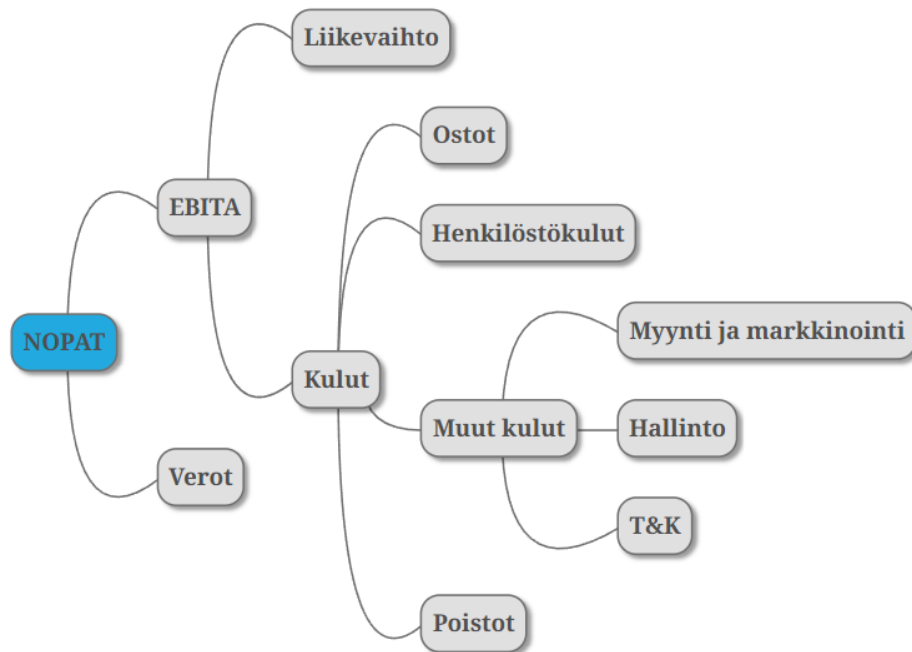 Liikevaihto
Ostot
EBITA
Henkilöstökulut
NOPAT
Myynti ja markkinointi
Kulut
Muut kulut
Hallinto
Verot
T&K
Poistot